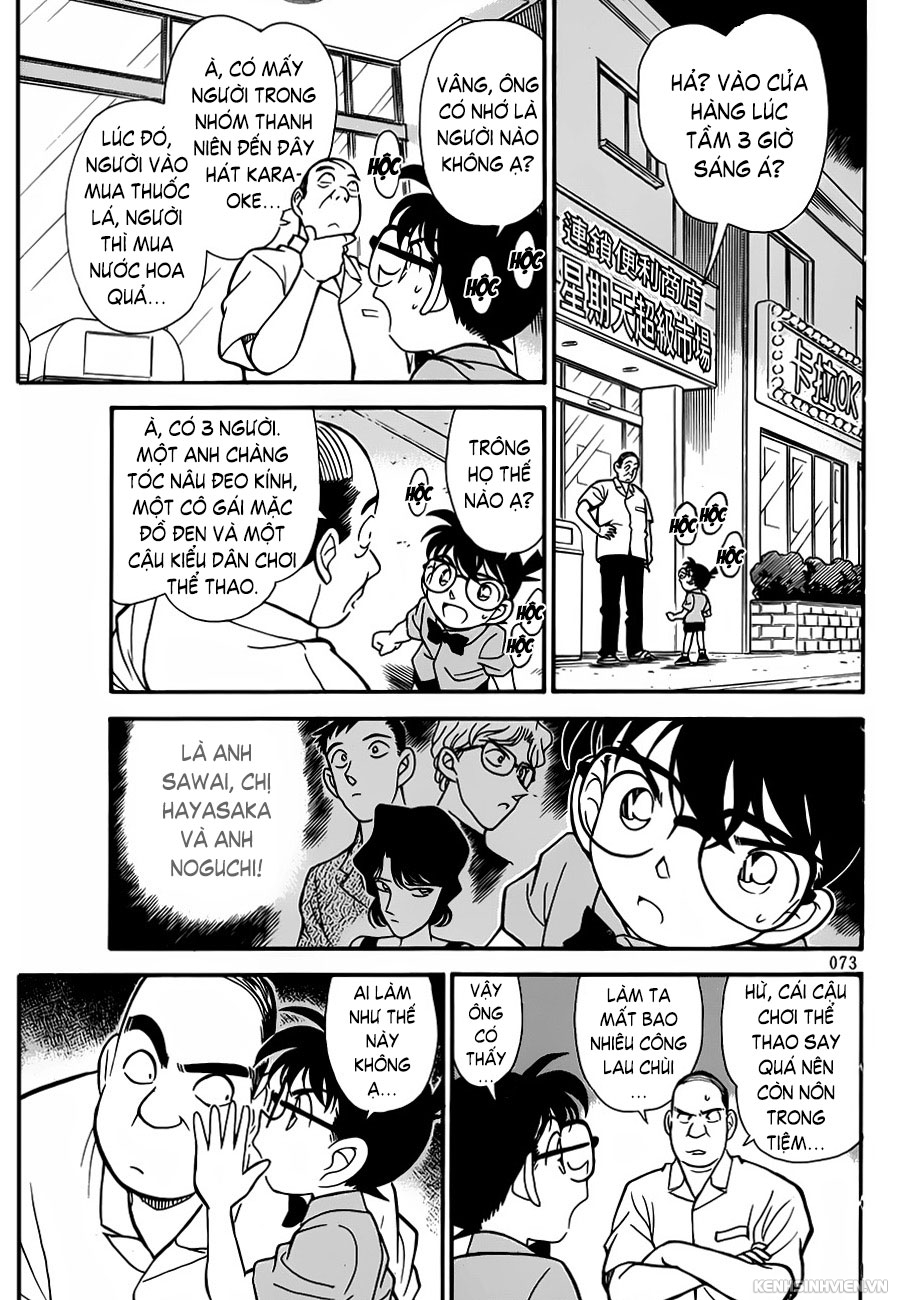 HẢ? VÀO CỬA
HÀNG LÚC
TẦM 3 GIỜ
SÁNG Á?
連鎖便利商店
星期天超級市場
卡拉OK
HỘC
HỘC
HỘC
VÂNG, ÔNG
CÓ NHỚ LÀ
NGƯỜI NÀO
KHÔNG Ạ?
HỘC
HỘC
HỘC
À, CÓ MẤY
NGƯỜI TRONG
NHÓM THANH
NIÊN ĐẾN ĐÂY
HÁT KARA-
OKE...
LÚC ĐÓ,
NGƯỜI VÀO
MUA THUỐC
LÁ, NGƯỜI
THÌ MUA
NƯỚC HOA
QUẢ...
TRÔNG
HỌ THẾ
NÀO Ạ?
HỘC
HỘC
HỘC
À, CÓ 3 NGƯỜI.
MỘT ANH CHÀNG
TÓC NÂU ĐEO KÍNH,
MỘT CÔ GÁI MẶC
ĐỒ ĐEN VÀ MỘT
CẬU KIỂU DÂN CHƠI
THỂ THAO.
LÀ ANH
SAWAI, CHỊ
HAYASAKA
VÀ ANH
NOGUCHI!
073
HỪ, CÁI CẬU
CHƠI THỂ
THAO SAY
QUÁ NÊN
CÒN NÔN
TRONG
TIỆM...
LÀM TA
MẤT BAO
NHIÊU CÔNG
LAU CHÙI
...
VẬY
ÔNG
CÓ
THẤY
...
AI LÀM
NHƯ THẾ
NÀY
KHÔNG
Ạ...
KENHSINHVIEN.VN